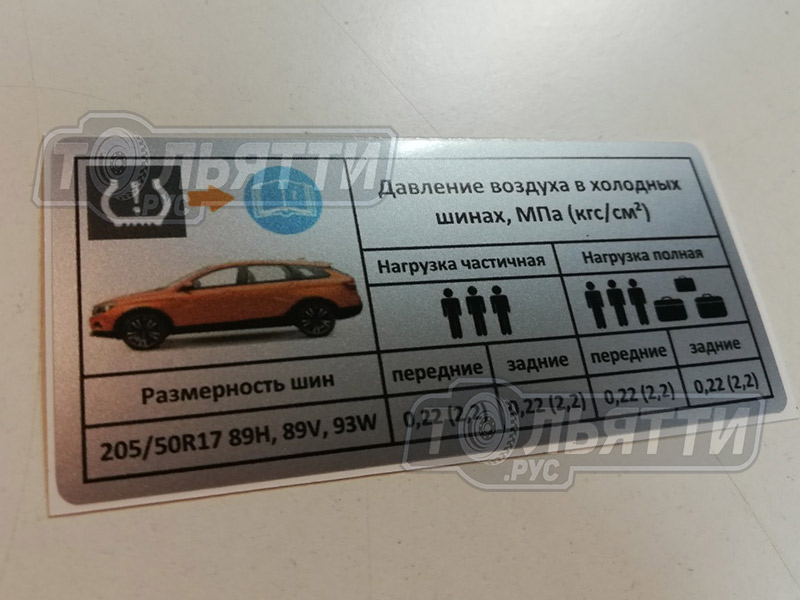 ТОЛЬЯТТИ
.РУС
Давление воздуха в холодных
шинах, МПа (кгс/см²)
Нагрузка частичная
Нагрузка полная
передние
задние
передние
задние
Размерность шин
205/50R17 89H, 89V, 93W
0,22 (2,2)
0,22 (2,2)
0,22 (2,2)
0,22 (2,2)
ТОЛЬЯТТИ
.РУС